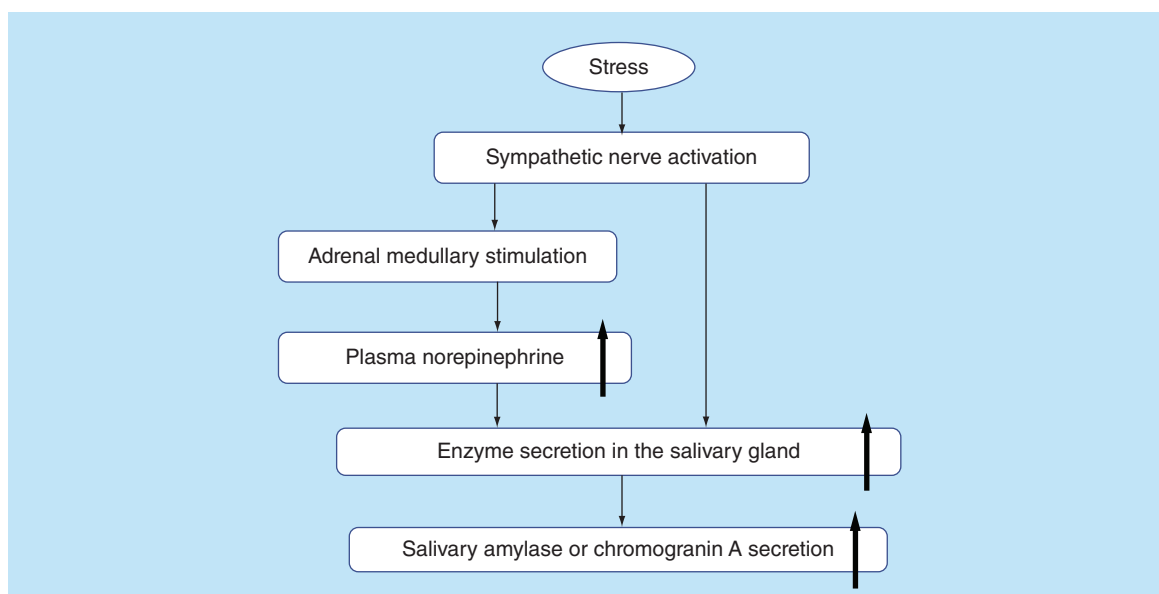 Stress
Sympathetic nerve activation
Adrenal medullary stimulation
Plasma norepinephrine
Enzyme secretion in the salivary gland
Salivary amylase or chromogranin A secretion